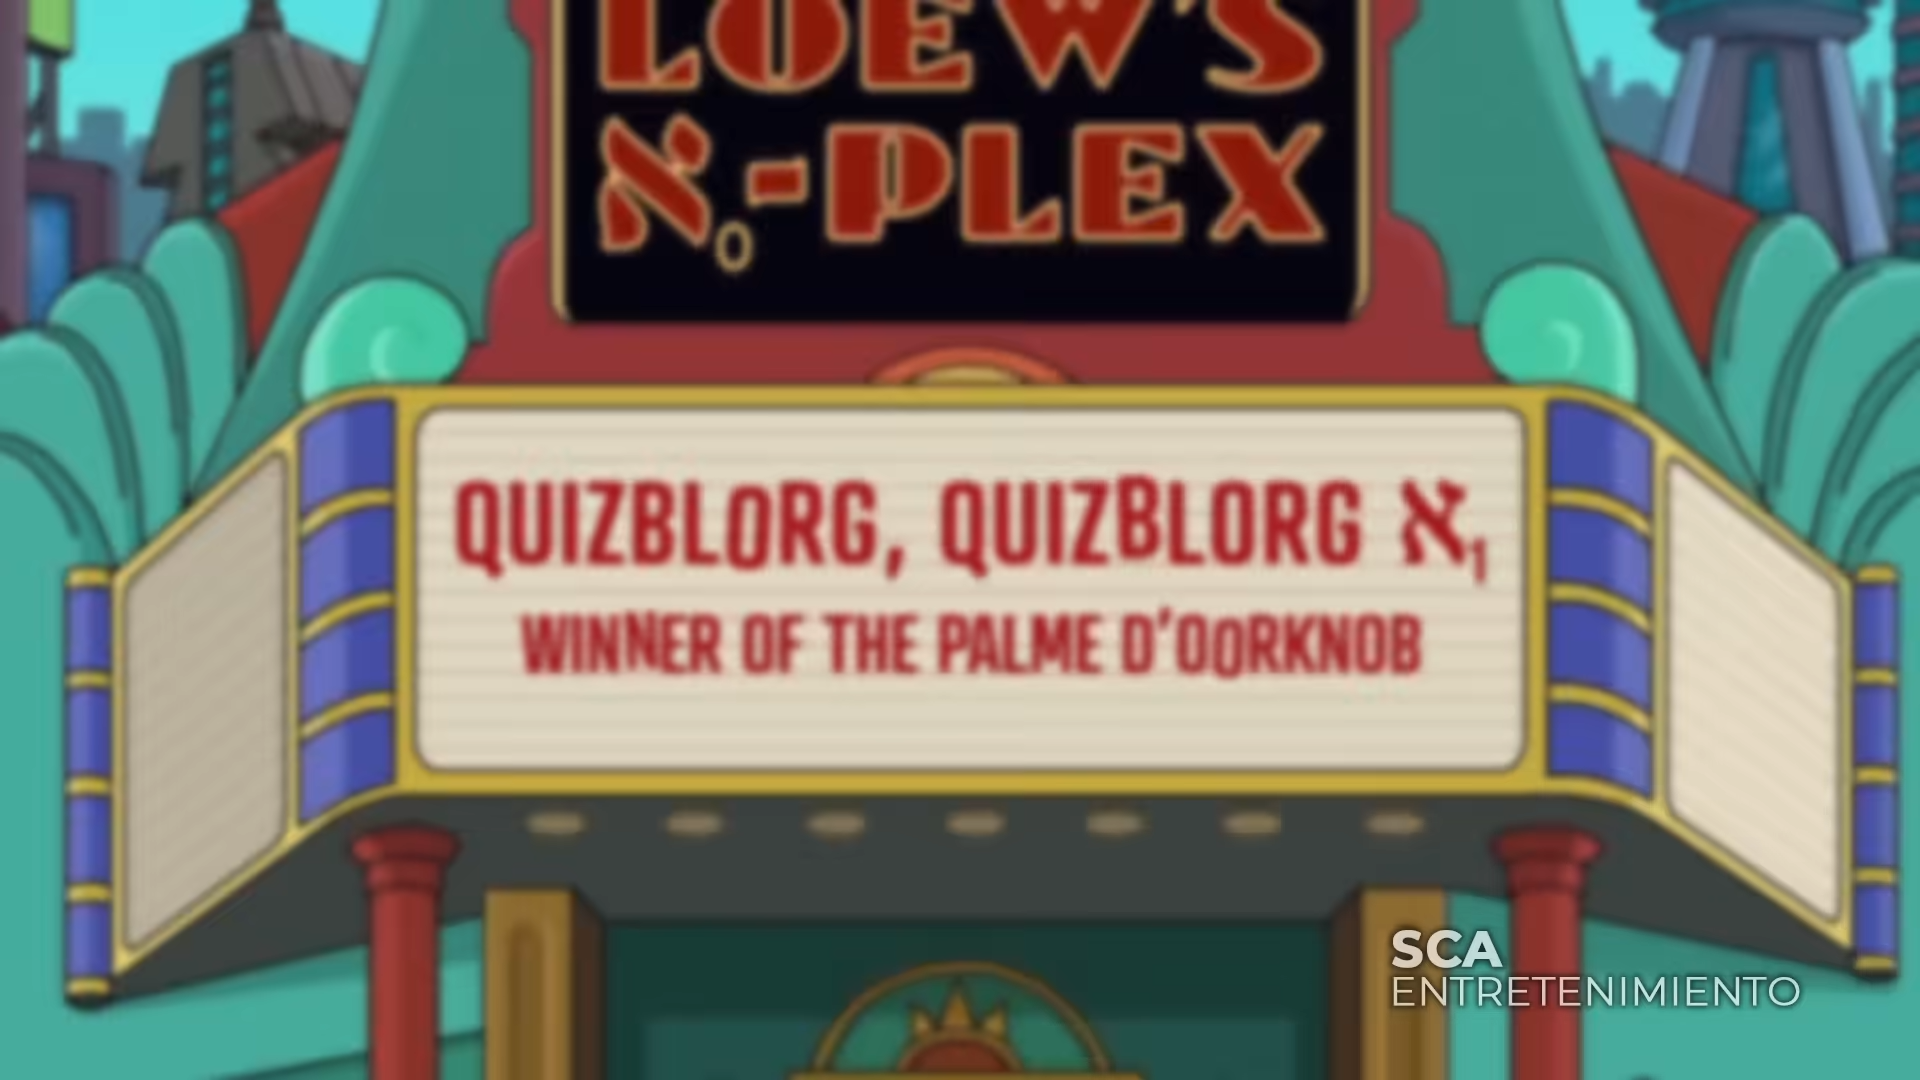 LOEW'S
ℵ₀-PLEX
QUIZBLORG, QUIZBLORG ℵ₁
WINNER OF THE PALME D'OORKNOB
SCA
ENTRETENIMIENTO